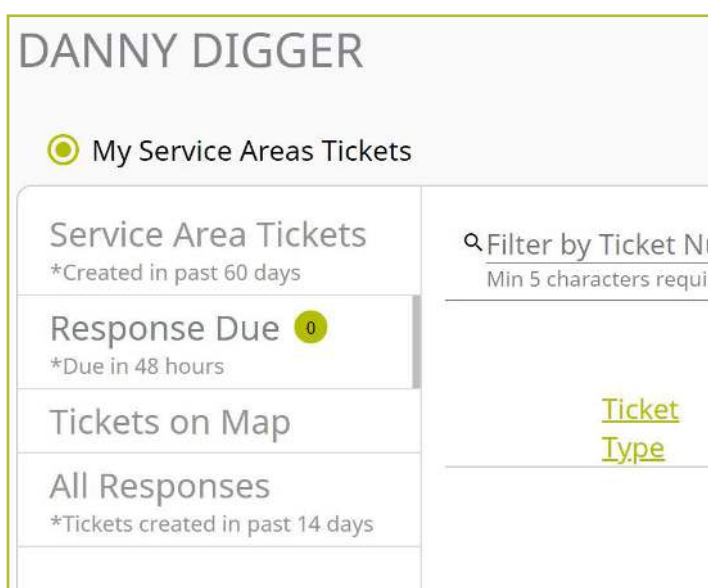 DANNY DIGGER
My Service Areas Tickets
Service Area Tickets
*Created in past 60 days
Response Due 0
*Due in 48 hours
Tickets on Map
All Responses
*Tickets created in past 14 days
Filter by Ticket
Min 5 characters
Ticket
Type